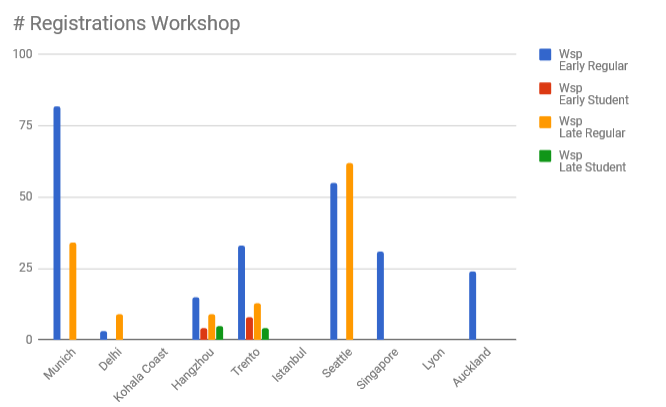 # Registrations Workshop
100
75
50
25
0
Munich
Delhi
Kohala Coast
Hangzhou
Trento
Istanbul
Seattle
Singapore
Lyon
Auckland
Wsp
Early Regular
Wsp
Early Student
Wsp
Late Regular
Wsp
Late Student